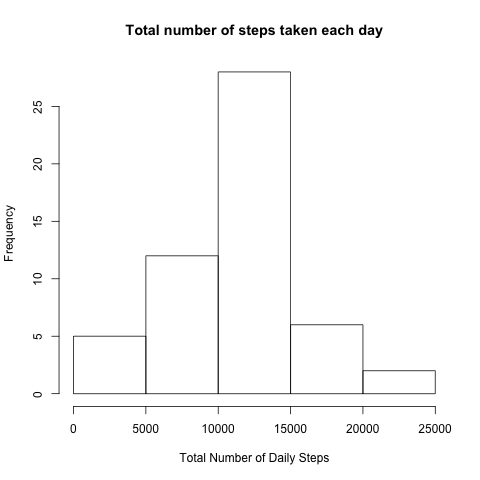 Total number of steps taken each day
Frequency
25
20
15
10
5
0
0 5000 10000 15000 20000 25000
Total Number of Daily Steps